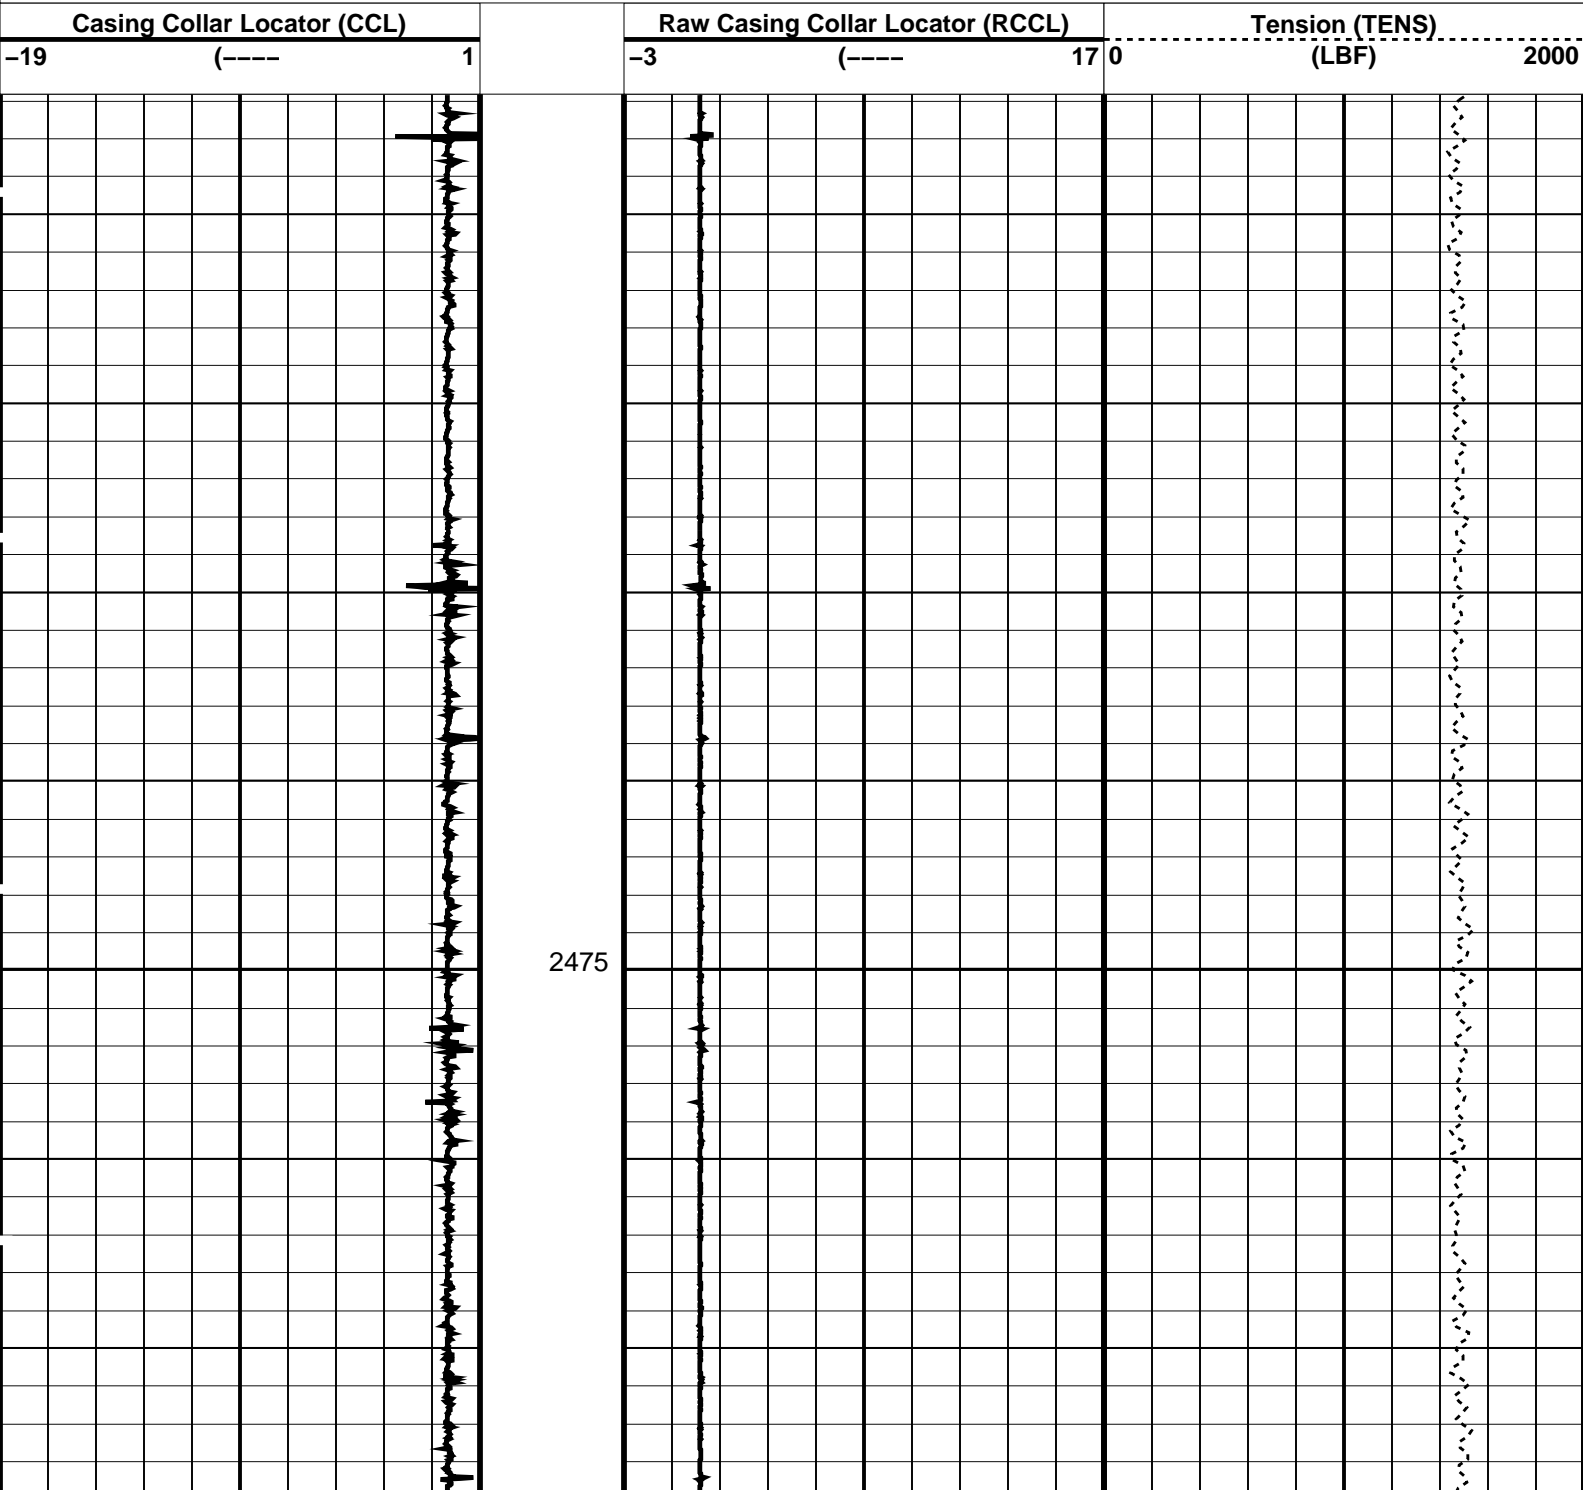 Casing Collar Locator (CCL) Raw Casing Collar Locator (RCCL) Tension (TENS)
−19 (−−−− 1 −3 (−−−− 17 0 (LBF) 2000
2475